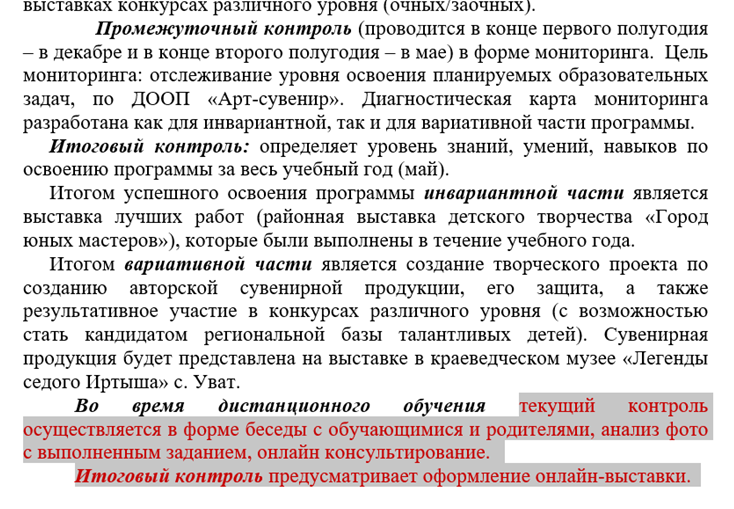 выставках конкурсах различного уровня (очных/заочных).
Промежуточный контроль (проводится в конце первого полугодия
– в декабре и в конце второго полугодия – в мае) в форме мониторинга. Цель
мониторинга: отслеживание уровня освоения планируемых образовательных
задач, по ДООП «Арт-сувенир». Диагностическая карта мониторинга
разработана как для инвариантной, так и для вариативной части программы.
Итоговый контроль: определяет уровень знаний, умений, навыков по
освоению программы за весь учебный год (май).
Итогом успешного освоения программы инвариантной части является
выставка лучших работ (районная выставка детского творчества «Город
юных мастеров»), которые были выполнены в течение учебного года.
Итогом вариативной части является создание творческого проекта по
созданию авторской сувенирной продукции, его защита, а также
результативное участие в конкурсах различного уровня (с возможностью
стать кандидатом региональной базы талантливых детей). Сувенирная
продукция будет представлена на выставке в краеведческом музее «Легенды
седого Иртыша» с. Уват.
Во время дистанционного обучения текущий контроль
осуществляется в форме беседы с обучающимися и родителями, анализ фото
с выполненным заданием, онлайн консультирование.
Итоговый контроль предусматривает оформление онлайн-выставки.